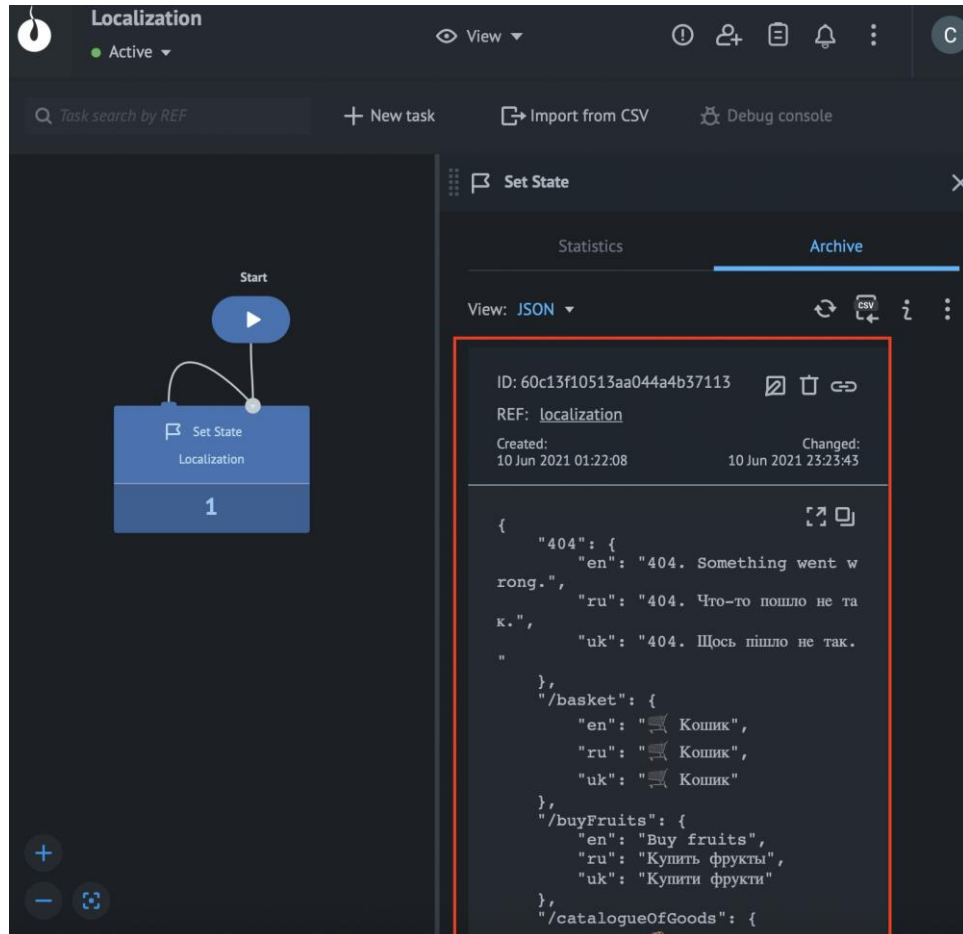 Localization
Active
View
C
Task search by REF
New task
Import from CSV
Debug console
Set State
Statistics
Archive
View: JSON
CSV
i
Start
Set State
Localization
1
ID: 60c13f10513aa044a4b37113
REF: localization
Created:
10 Jun 2021 01:22:08
Changed:
10 Jun 2021 23:23:43
{
"404": {
"en": "404. Something went w
rong.",
"ru": "404. Что-то пошло не та
к.",
"uk": "404. Щось пішло не так.
"
},
"/basket": {
"en": "🛒 Кошик",
"ru": "🛒 Кошик",
"uk": "🛒 Кошик"
},
"/buyFruits": {
"en": "Buy fruits",
"ru": "Купить фрукты",
"uk": "Купити фрукти"
},
"/catalogueOfGoods": {